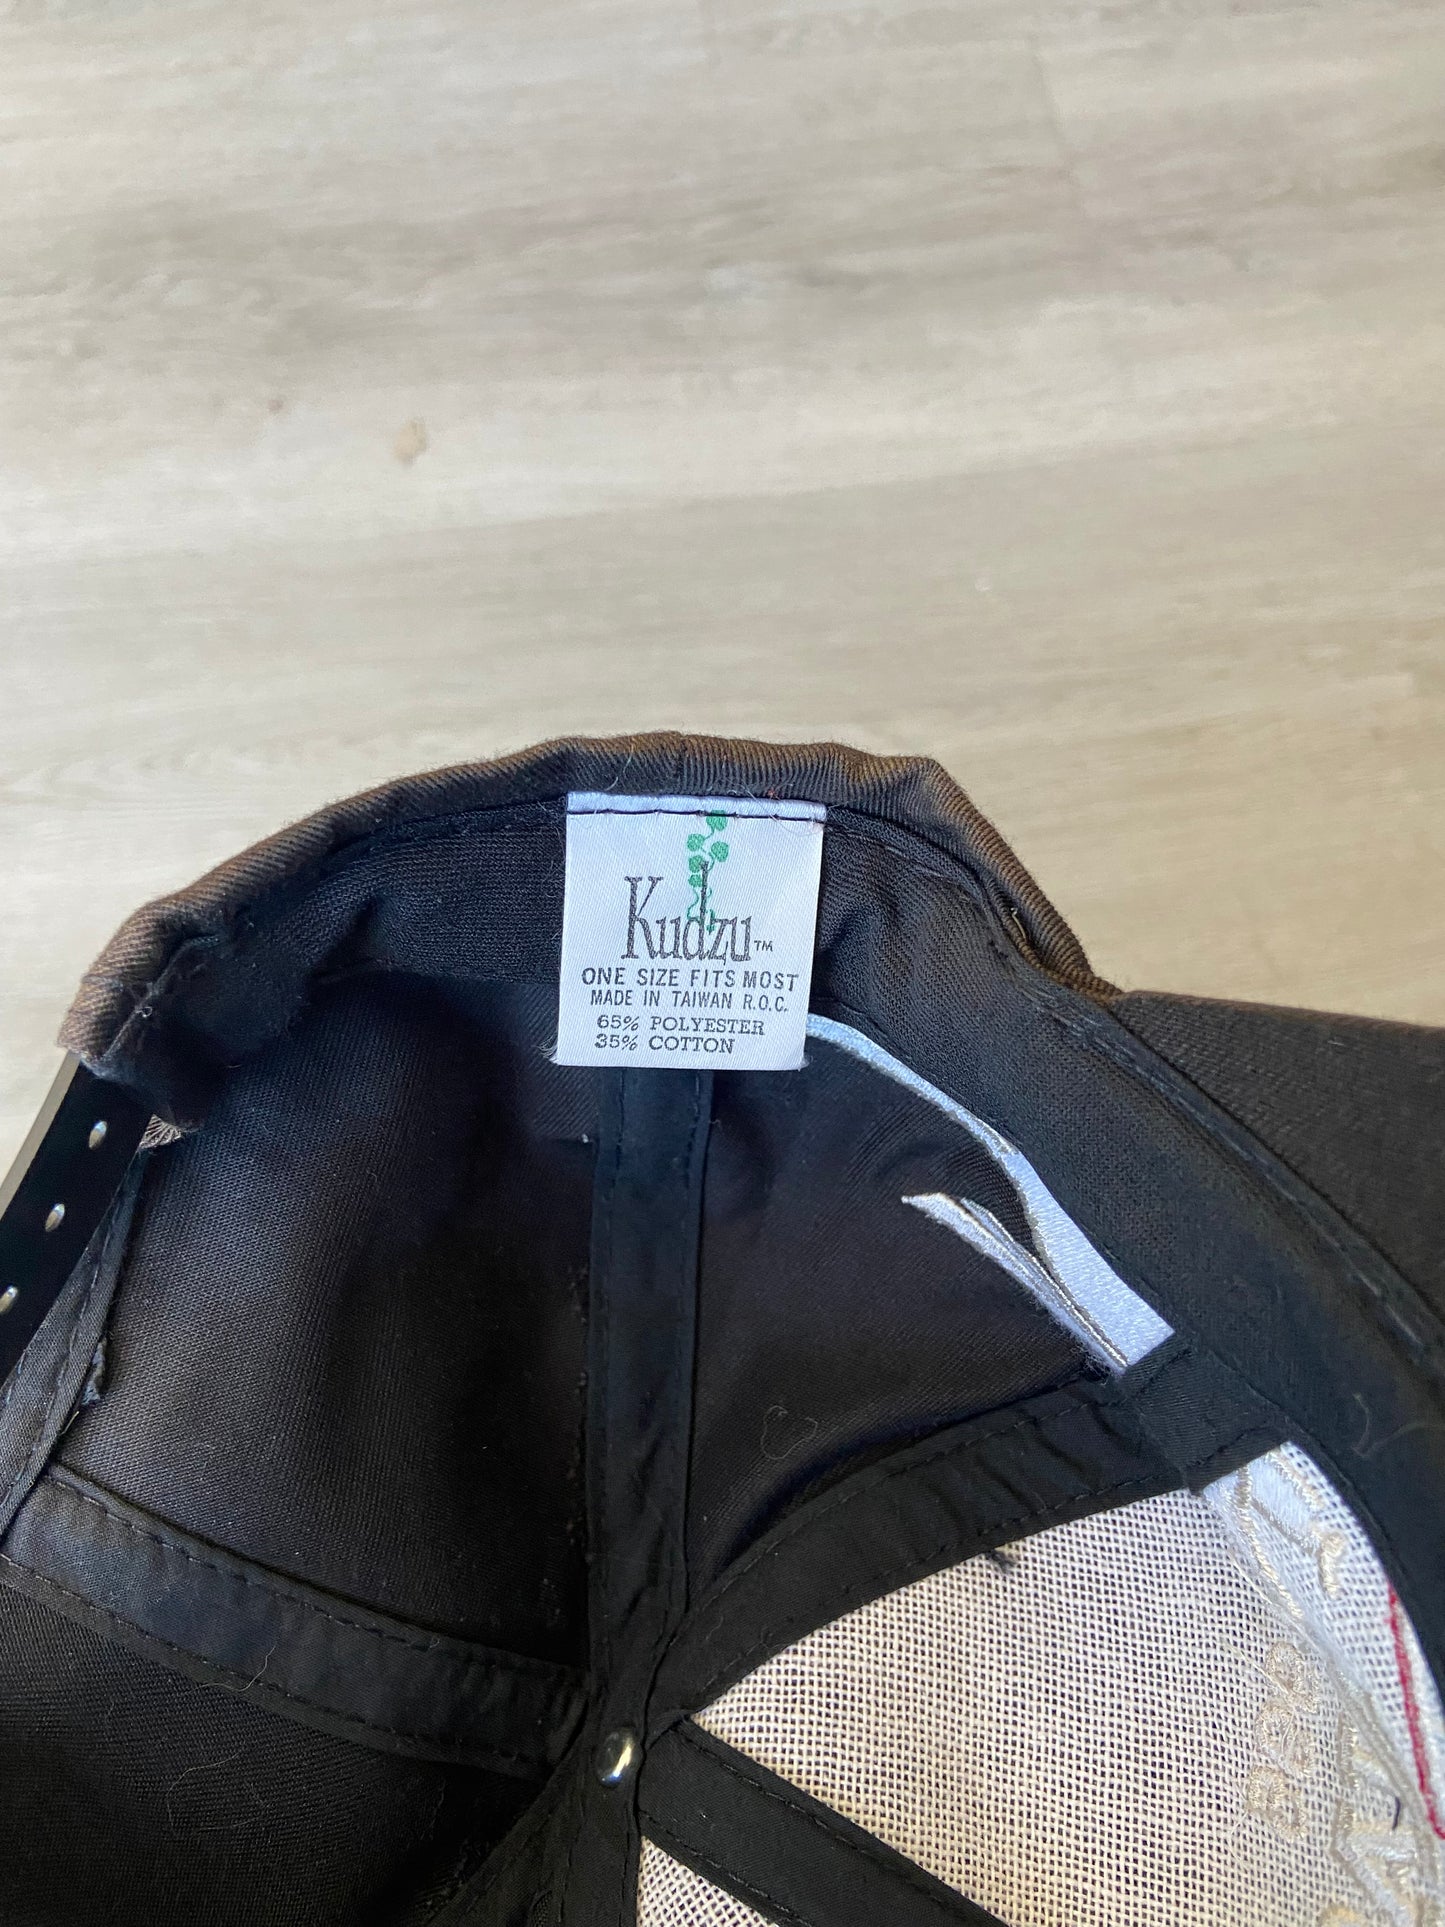 Kudzu™
ONE SIZE FITS MOST
MADE IN TAIWAN R.O.C.
65% POLYESTER
35% COTTON